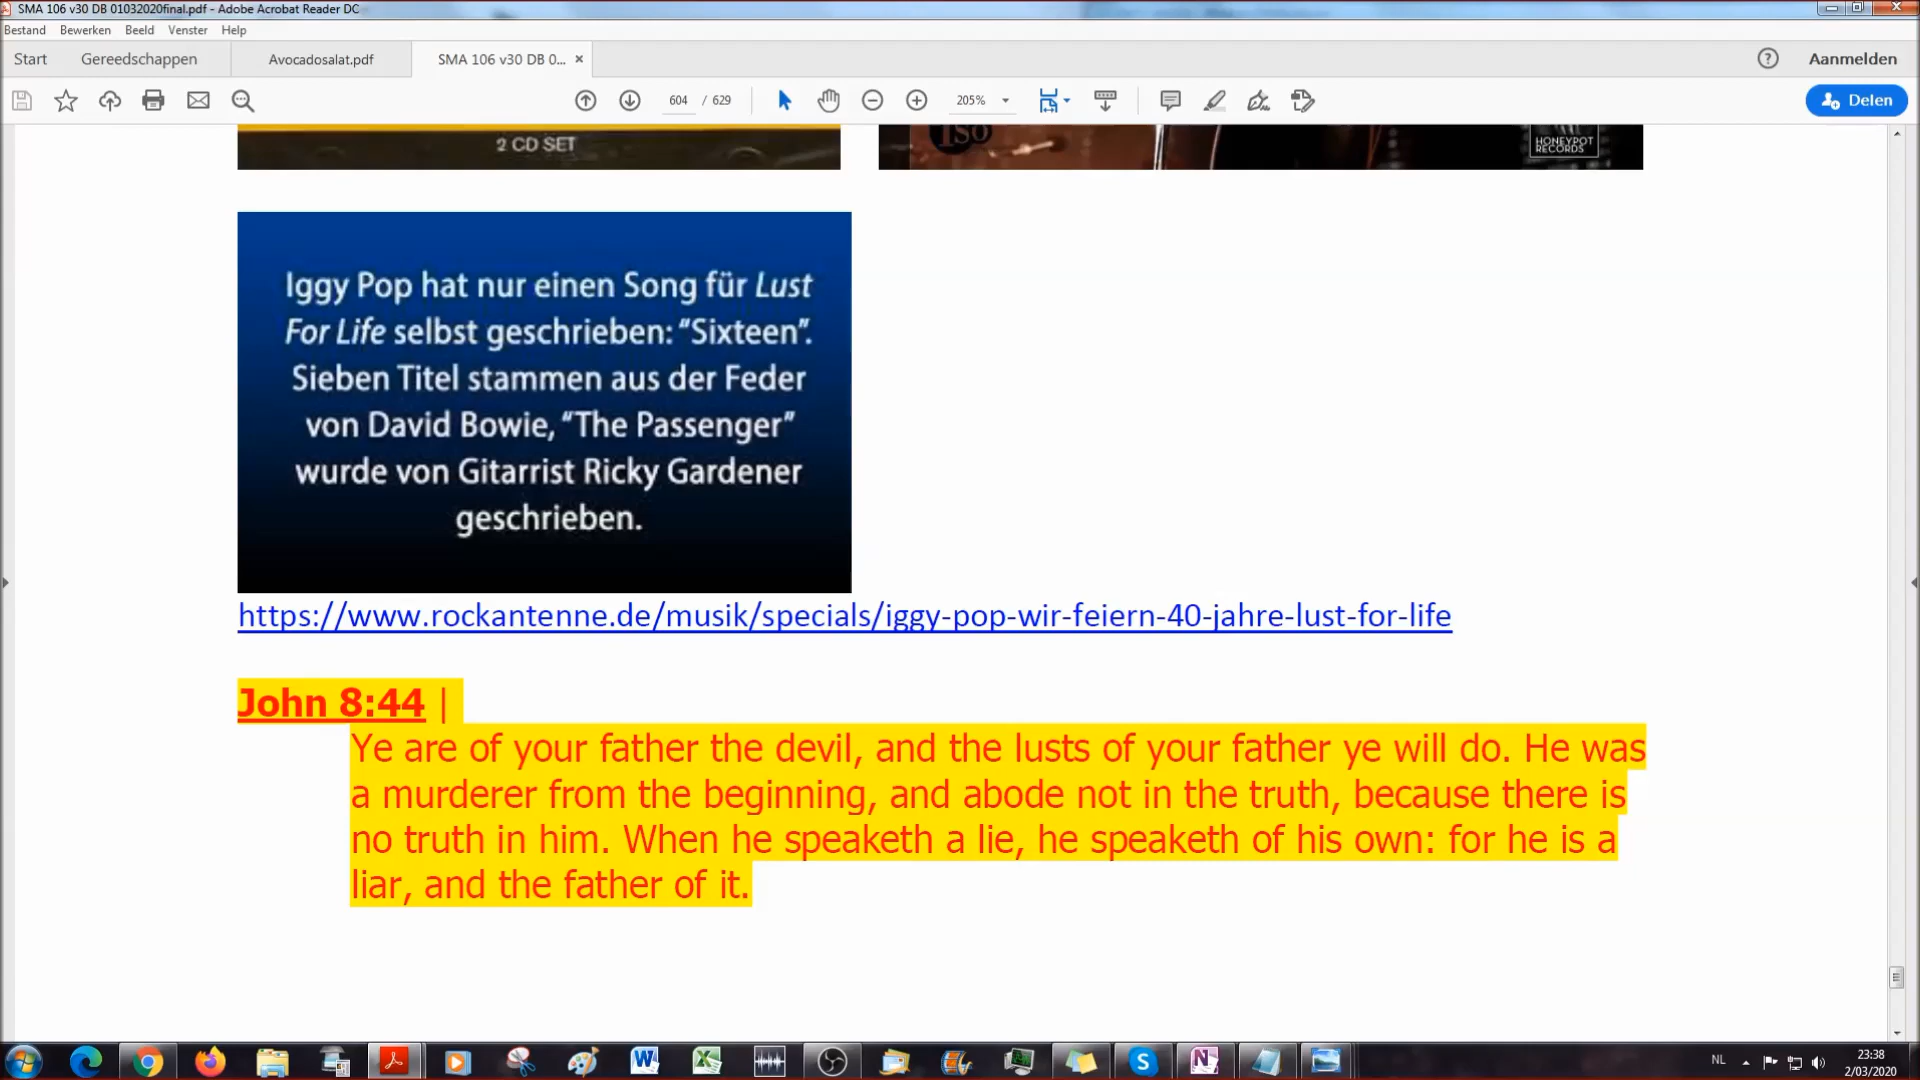 SMA 106 v30 DB 01032020final.pdf - Adobe Acrobat Reader DC
Bestand Bewerken Beeld Venster Help
Start Gereedschappen Avocadosalat.pdf SMA 106 v30 DB 0... × Aanmelden
604 / 629 205% Delen
2 CD SET
Iso
HONEYPOT
RECORDS
Iggy Pop hat nur einen Song für Lust
For Life selbst geschrieben: “Sixteen”.
Sieben Titel stammen aus der Feder
von David Bowie, “The Passenger”
wurde von Gitarrist Ricky Gardener
geschrieben.
https://www.rockantenne.de/musik/specials/iggy-pop-wir-feiern-40-jahre-lust-for-life
John 8:44 |
Ye are of your father the devil, and the lusts of your father ye will do. He was
a murderer from the beginning, and abode not in the truth, because there is
no truth in him. When he speaketh a lie, he speaketh of his own: for he is a
liar, and the father of it.
NL 23:38
2/03/2020